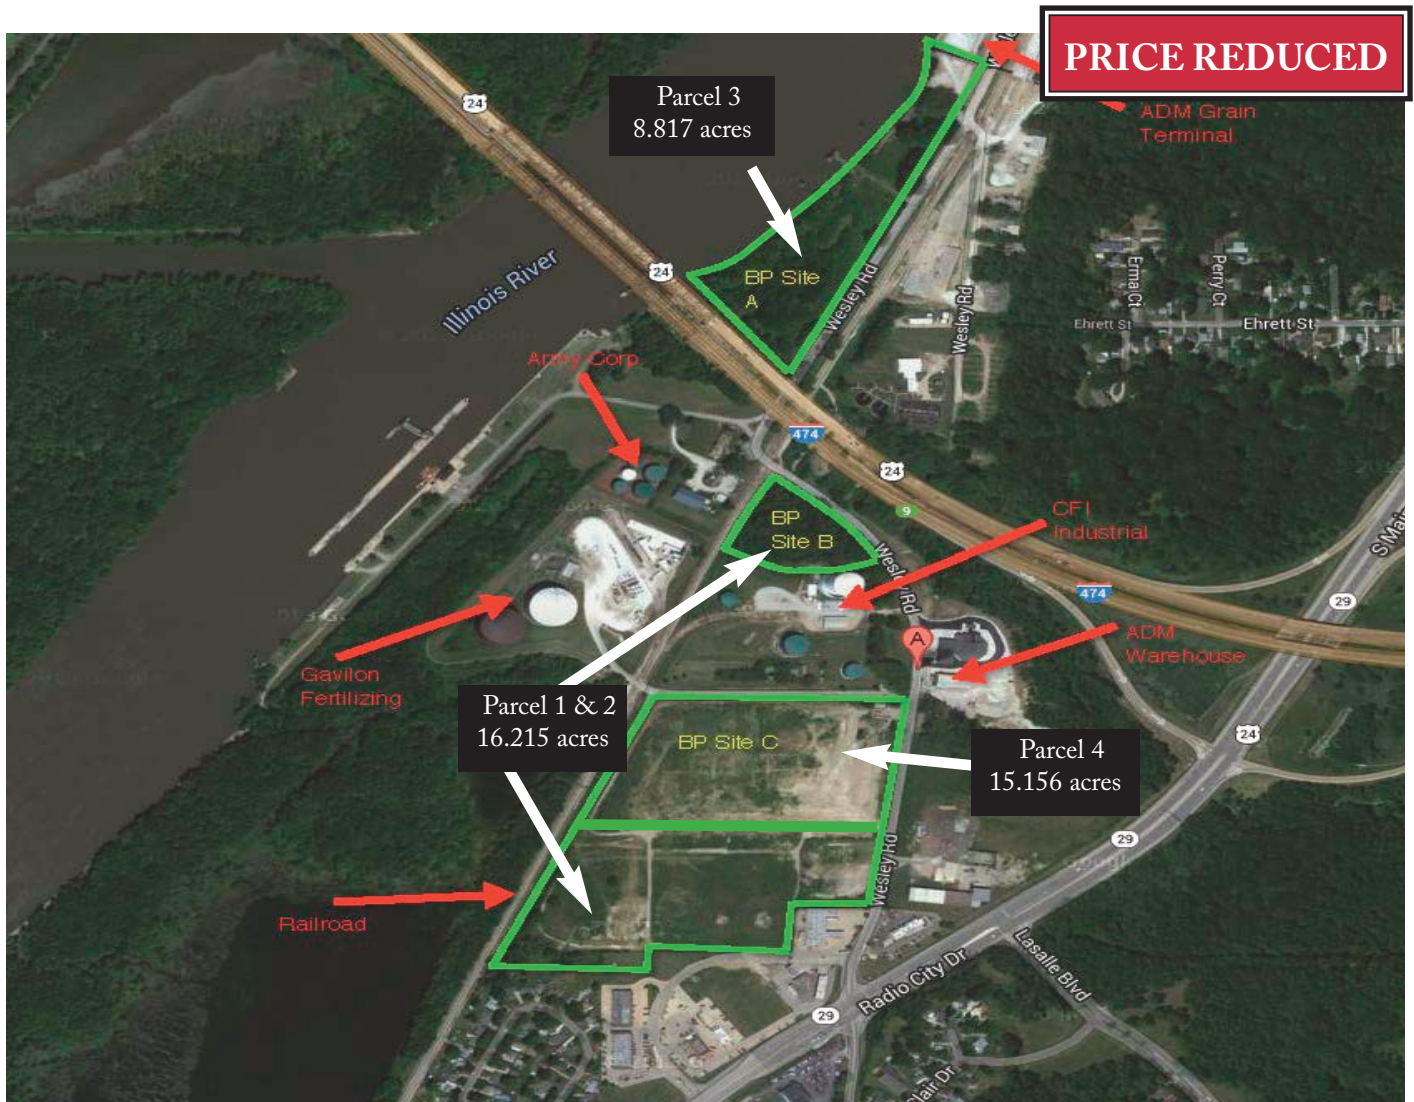 PRICE REDUCED
Parcel 3
8.817 acres
ADM Grain
Terminal
24
24
Illinois River
BP Site
A
Wesley Rd
Wesley Rd
Erma Ct
Perry Ct
Ehrett St
Ehrett St
Army Corp
474
24
9
BP
Site B
CFI
Industrial
Wesley Rd
S Main
474
29
A
ADM
Warehouse
Gavilon
Fertilizing
Parcel 1 & 2
16.215 acres
BP Site C
24
Parcel 4
15.156 acres
29
Wesley Rd
Railroad
Radio City Dr
Lasalle Blvd
29
clair Dr